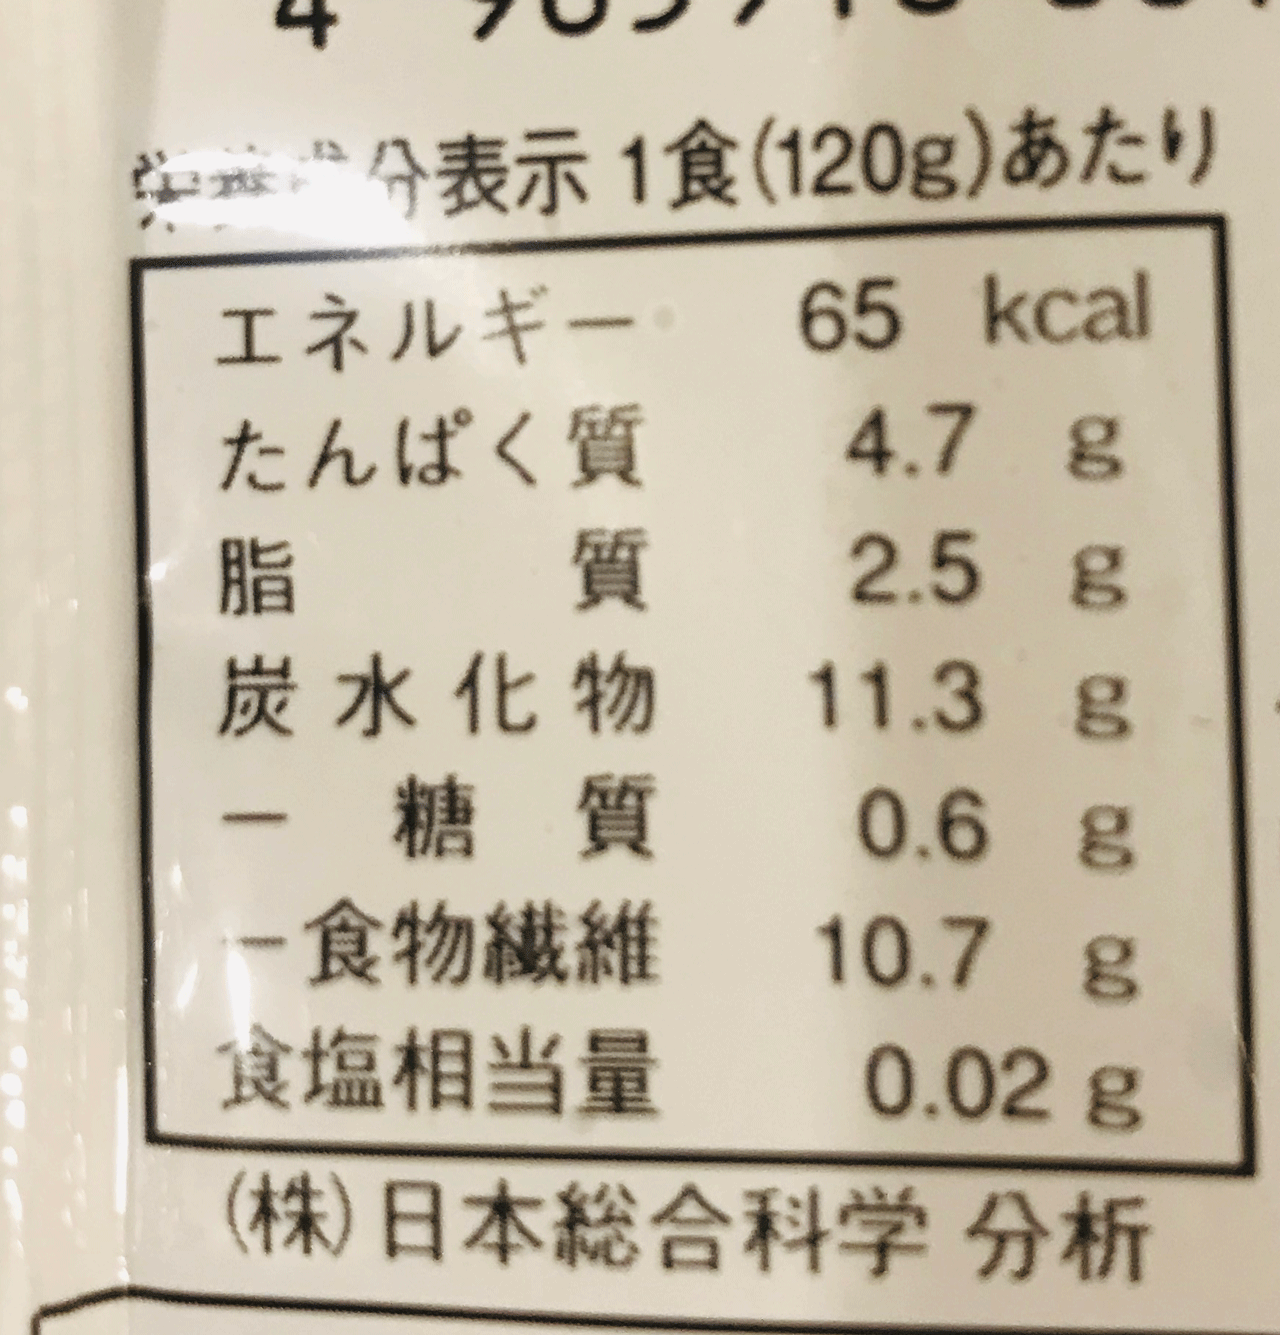 分表示 1食(120g)あたり
エネルギー 65 kcal
たんぱく質 4.7 g
脂質 2.5 g
炭水化物 11.3 g
－糖質 0.6 g
－食物繊維 10.7 g
食塩相当量 0.02 g
(株)日本総合科学 分析